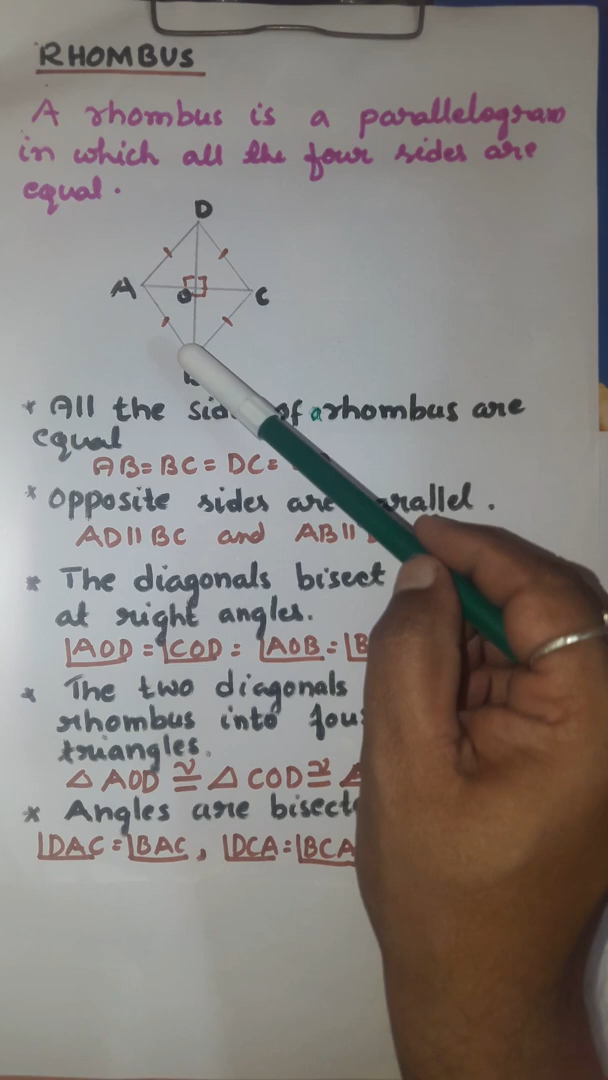 RHOMBUS
A rhombus is a parallelogram
in which all the four sides are
equal.
D
A
O
C
* All the of a rhombus are
equal
AB = BC = DC =
* Opposite sides are .
AD || BC and AB ||
* The diagonals bisect
at right angles.
∠AOD = ∠COD = ∠AOB =
* The two diagonals
rhombus into
triangles.
△ AOD ≅ △ COD ≅
* Angles are
∠DAC = ∠BAC, ∠DCA = ∠BCA